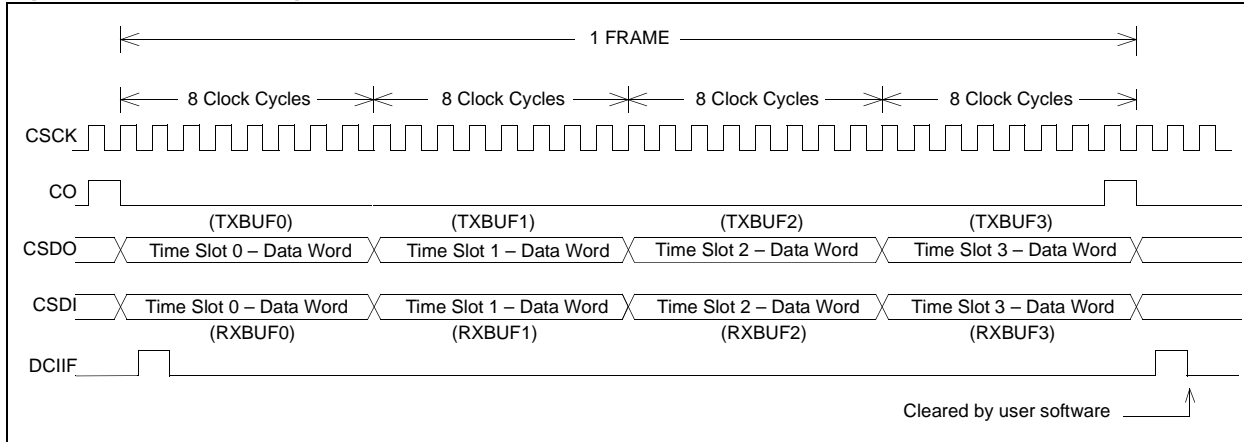 1 FRAME
8 Clock Cycles 8 Clock Cycles 8 Clock Cycles 8 Clock Cycles
CSCK
CO
(TXBUF0) (TXBUF1) (TXBUF2) (TXBUF3)
CSDO Time Slot 0 – Data Word Time Slot 1 – Data Word Time Slot 2 – Data Word Time Slot 3 – Data Word
CSDI Time Slot 0 – Data Word Time Slot 1 – Data Word Time Slot 2 – Data Word Time Slot 3 – Data Word
(RXBUF0) (RXBUF1) (RXBUF2) (RXBUF3)
DCIIF
Cleared by user software